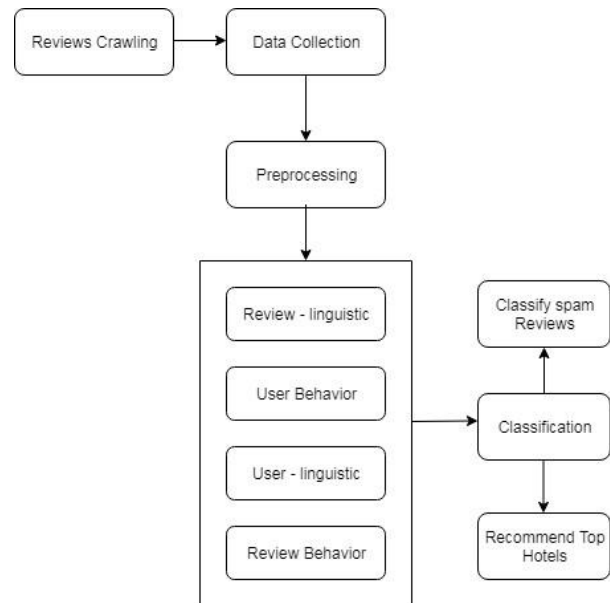 Reviews Crawling
Data Collection
Preprocessing
Review - linguistic
User Behavior
User - linguistic
Review Behavior
Classify spam
Reviews
Classification
Recommend Top
Hotels